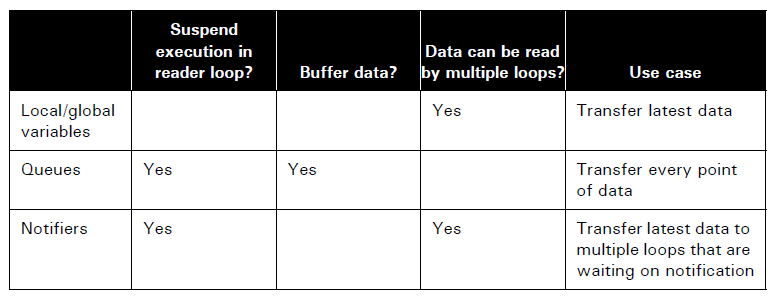 Suspend
execution in
reader loop?
Buffer data?
Data can be read
by multiple loops?
Use case
Local/global
variables
Yes
Transfer latest data
Queues
Yes
Yes
Transfer every point
of data
Notifiers
Yes
Yes
Transfer latest data to
multiple loops that are
waiting on notification